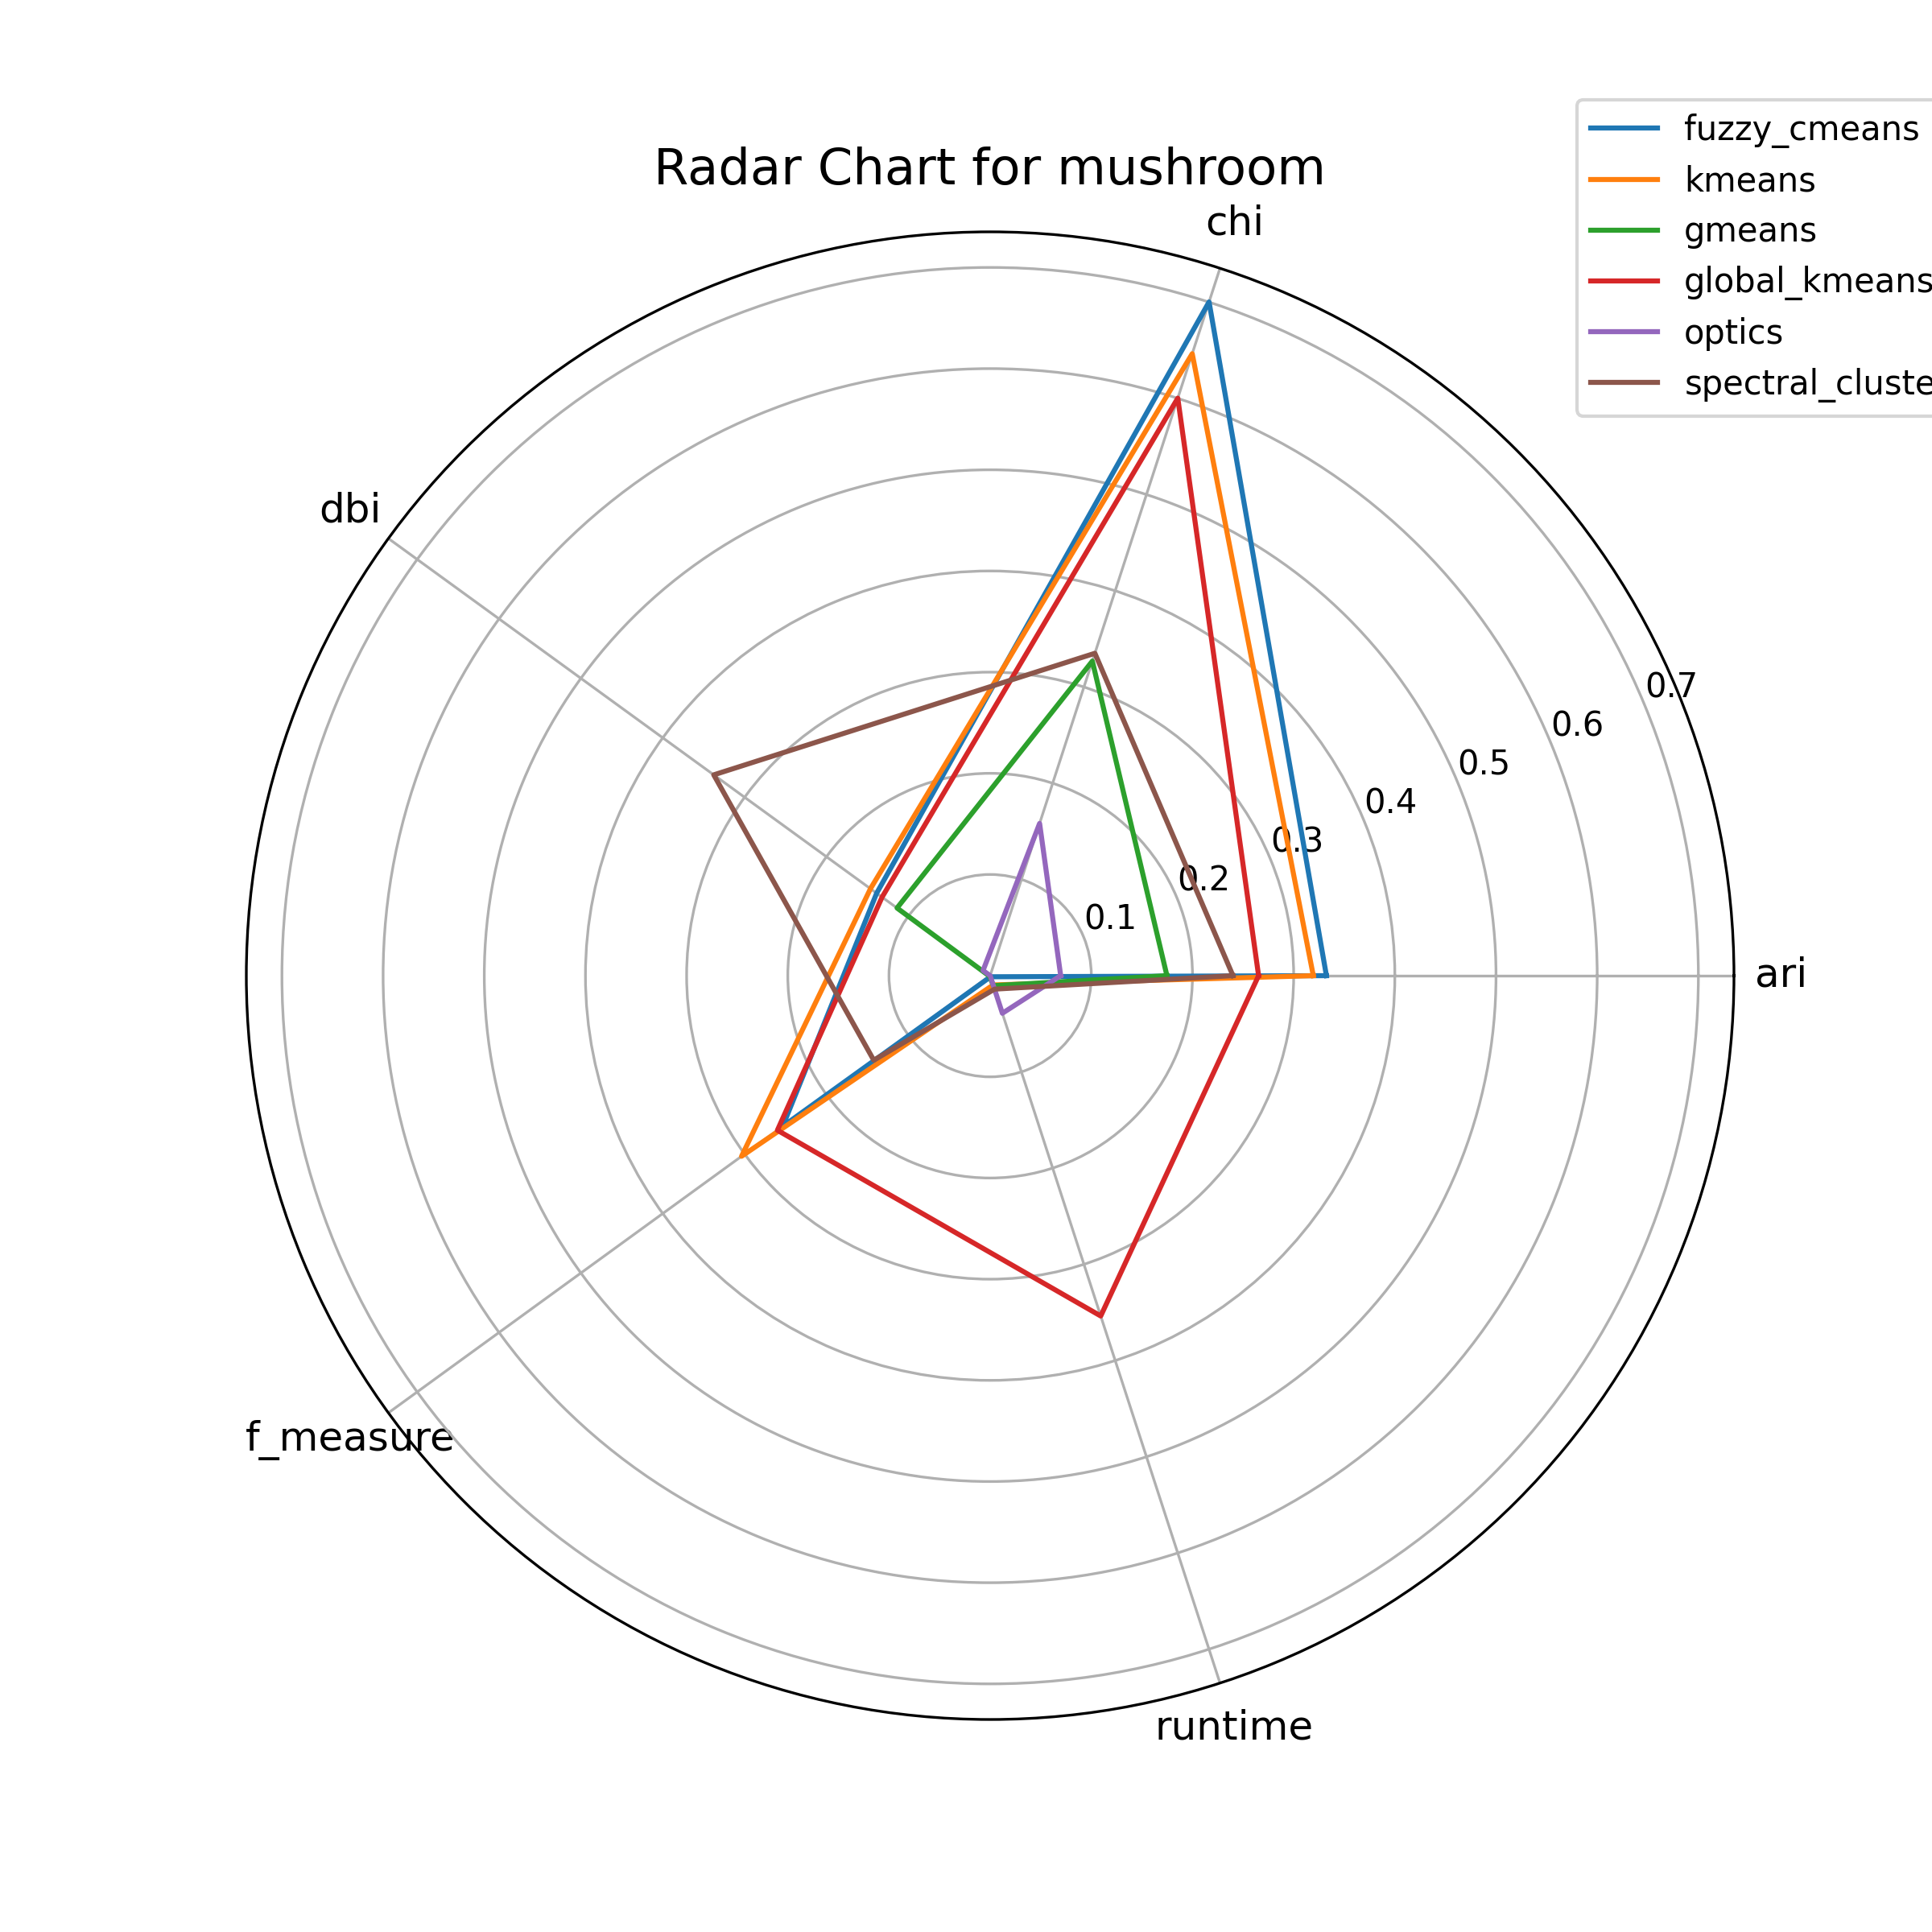 Radar Chart for mushroom
fuzzy_cmeans
kmeans
gmeans
global_kmeans
optics
spectral_cluste
chi
dbi
ari
f_measure
runtime
0.7
0.6
0.5
0.4
0.3
0.2
0.1